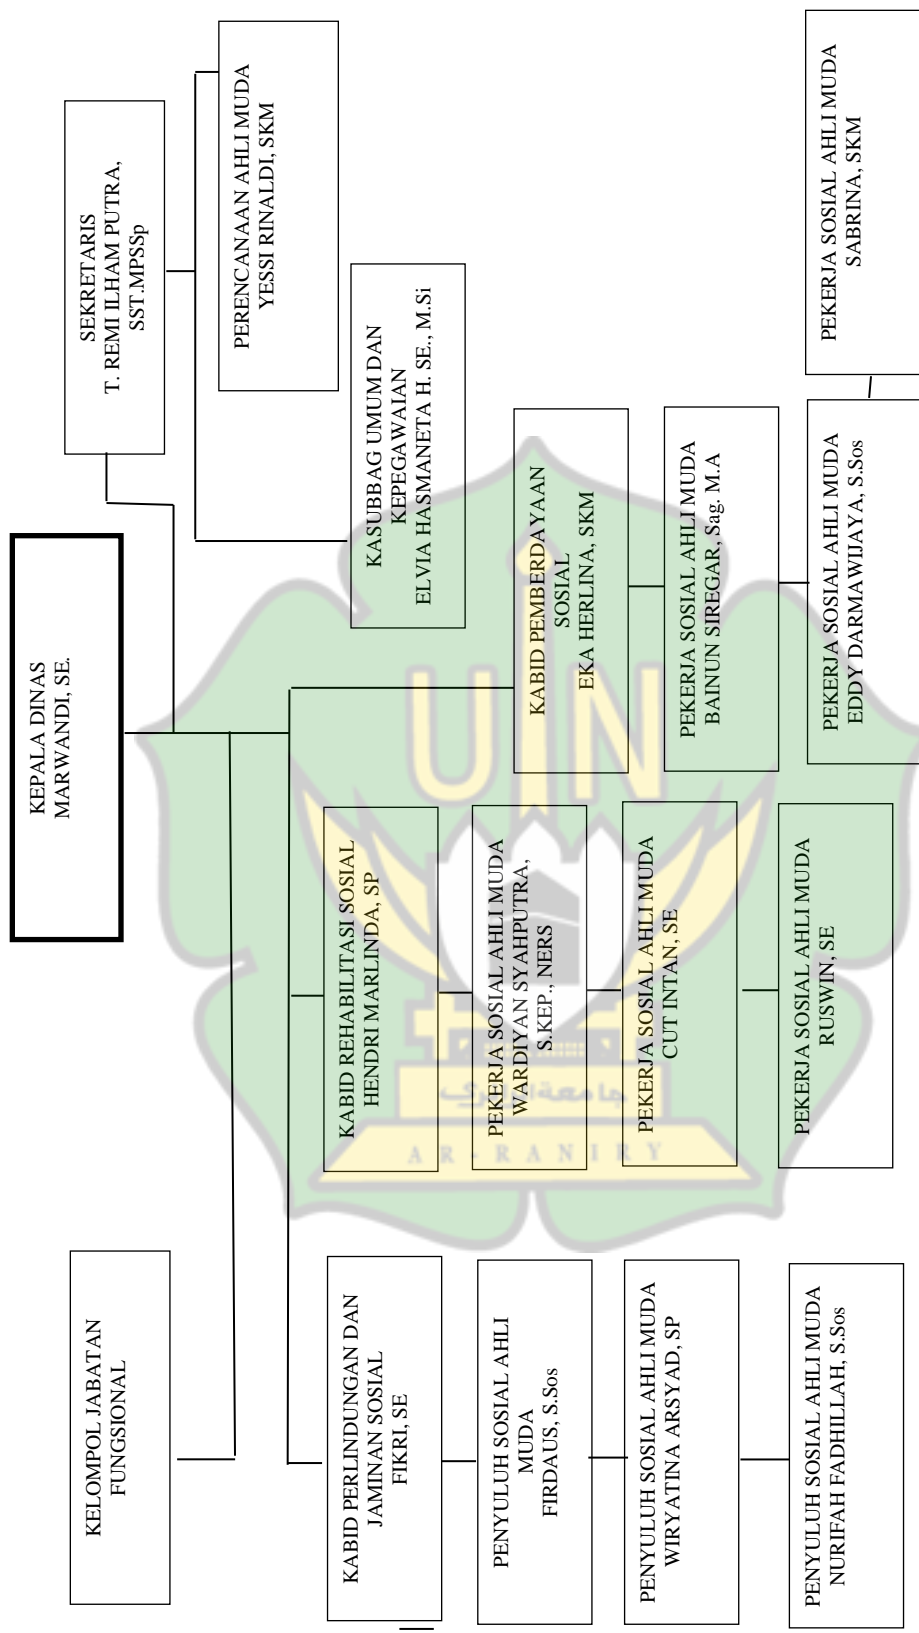 KEPALA DINAS
MARWANDI, SE.
SEKRETARIS
T. REMI ILHAM PUTRA,
SST.MPSSp
KELOMPOL JABATAN
FUNGSIONAL
PERENCANAAN AHLI MUDA
YESSI RINALDI, SKM
KASUBBAG UMUM DAN
KEPEGAWAIAN
ELVIA HASMANETA H. SE., M.Si
KABID PERLINDUNGAN DAN
JAMINAN SOSIAL
FIKRI, SE
PENYULUH SOSIAL AHLI
MUDA
FIRDAUS, S.Sos
PENYULUH SOSIAL AHLI MUDA
WIRYATINA ARSYAD, SP
PENYULUH SOSIAL AHLI MUDA
NURIFAH FADHILLAH, S.Sos
KABID REHABILITASI SOSIAL
HENDRI MARLINDA, SP
PEKERJA SOSIAL AHLI MUDA
WARDIYAN SYAHPUTRA,
S.KEP., NERS
PEKERJA SOSIAL AHLI MUDA
CUT INTAN, SE
PEKERJA SOSIAL AHLI MUDA
RUSWIN, SE
KABID PEMBERDAYAAN
SOSIAL
EKA HERLINA, SKM
PEKERJA SOSIAL AHLI MUDA
BAINUN SIREGAR, Sag. M.A
PEKERJA SOSIAL AHLI MUDA
EDDY DARMAWIJAYA, S.Sos
PEKERJA SOSIAL AHLI MUDA
SABRINA, SKM
UIN
جامعة الرانري
AR-RANIRY